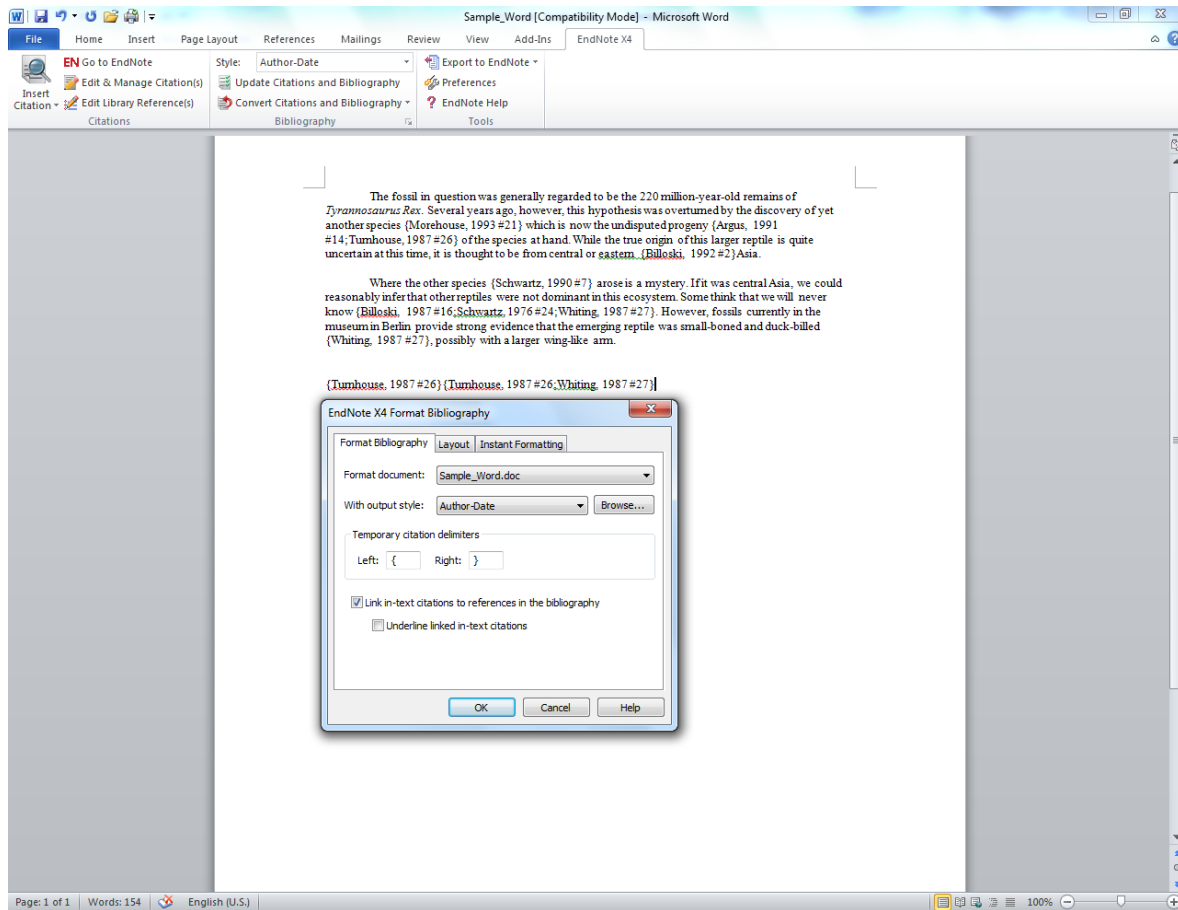 Sample_Word [Compatibility Mode] - Microsoft Word
File Home Insert Page Layout References Mailings Review View Add-Ins EndNote X4
Insert Citation
EN Go to EndNote
Edit & Manage Citation(s)
Edit Library Reference(s)
Citations
Style: Author-Date
Update Citations and Bibliography
Convert Citations and Bibliography
Bibliography
Export to EndNote
Preferences
? EndNote Help
Tools
The fossil in question was generally regarded to be the 220 million-year-old remains of
Tyrannosaurus Rex. Several years ago, however, this hypothesis was overturned by the discovery of yet
another species {Morehouse, 1993 #21} which is now the undisputed progeny {Argus, 1991
#14;Turnhouse, 1987 #26} of the species at hand. While the true origin of this larger reptile is quite
uncertain at this time, it is thought to be from central or eastern {Billoski, 1992 #2}Asia.
Where the other species {Schwartz, 1990 #7} arose is a mystery. If it was central Asia, we could
reasonably infer that other reptiles were not dominant in this ecosystem. Some think that we will never
know {Billoski, 1987 #16;Schwartz, 1976 #24;Whiting, 1987 #27}. However, fossils currently in the
museum in Berlin provide strong evidence that the emerging reptile was small-boned and duck-billed
{Whiting, 1987 #27}, possibly with a larger wing-like arm.
{Turnhouse, 1987 #26}{Turnhouse, 1987 #26;Whiting, 1987 #27}
EndNote X4 Format Bibliography
Format Bibliography Layout Instant Formatting
Format document: Sample_Word.doc
With output style: Author-Date Browse...
Temporary citation delimiters
Left: { Right: }
Link in-text citations to references in the bibliography
Underline linked in-text citations
OK Cancel Help
Page: 1 of 1 Words: 154 English (U.S.) 100%